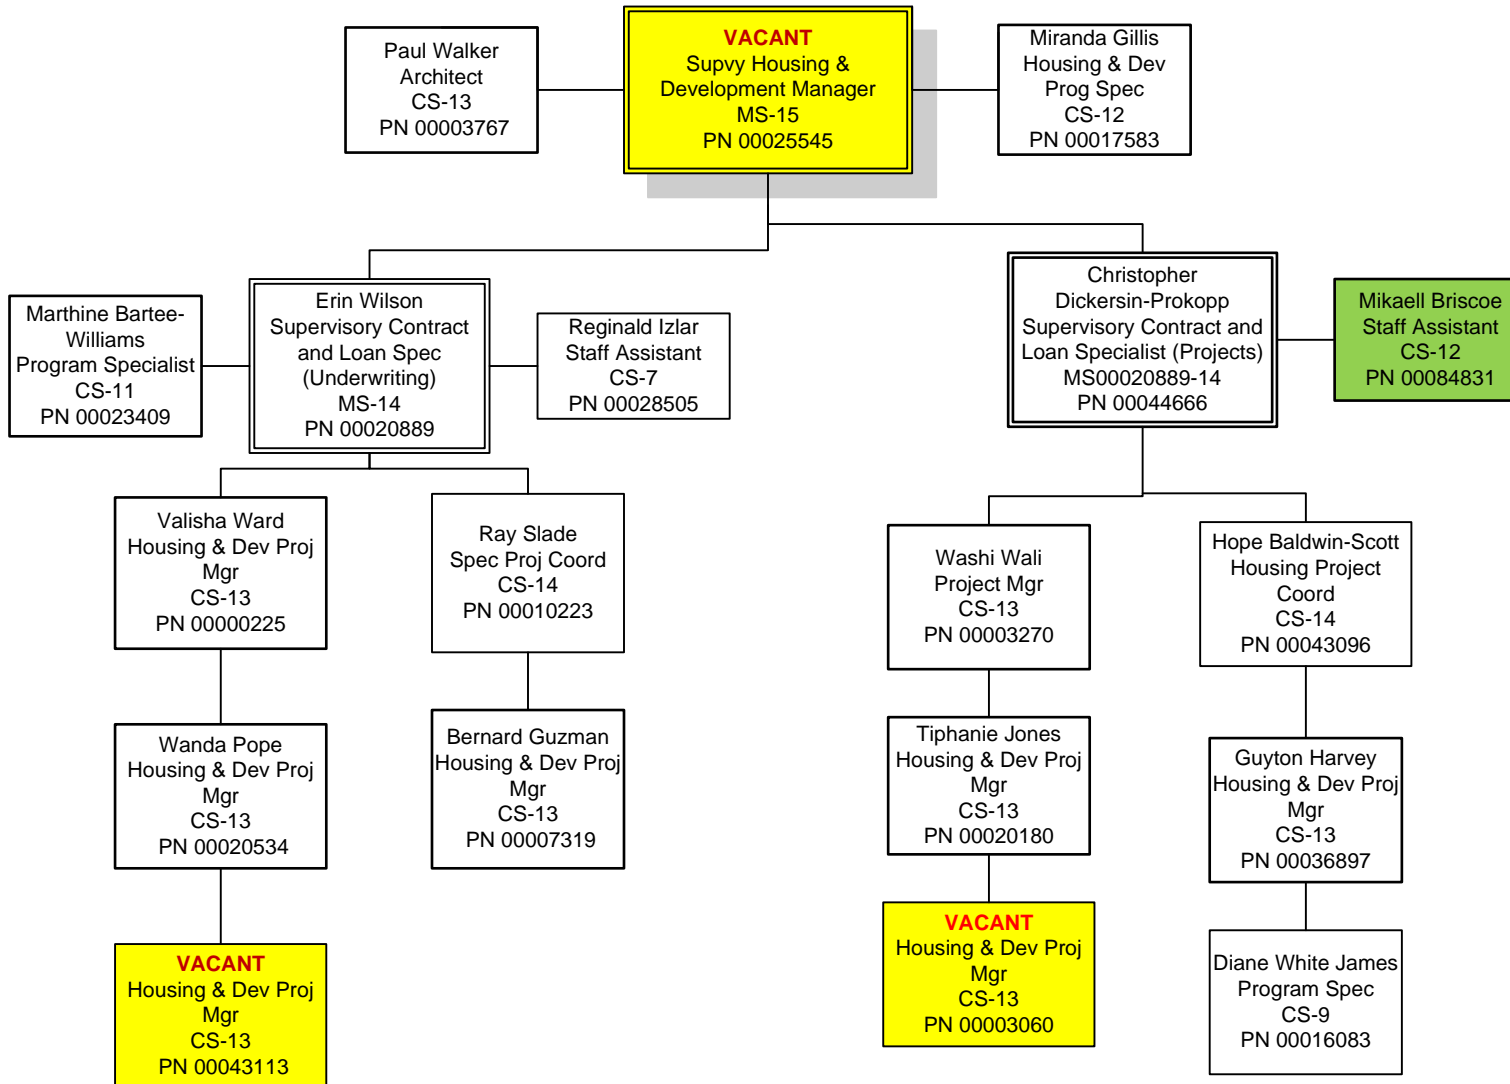 Paul Walker
Architect
CS-13
PN 00003767
VACANT
Supvy Housing &
Development Manager
MS-15
PN 00025545
Miranda Gillis
Housing & Dev
Prog Spec
CS-12
PN 00017583
Marthine Bartee-
Williams
Program Specialist
CS-11
PN 00023409
Erin Wilson
Supervisory Contract
and Loan Spec
(Underwriting)
MS-14
PN 00020889
Reginald Izlar
Staff Assistant
CS-7
PN 00028505
Christopher
Dickersin-Prokopp
Supervisory Contract and
Loan Specialist (Projects)
MS00020889-14
PN 00044666
Mikaell Briscoe
Staff Assistant
CS-12
PN 00084831
Valisha Ward
Housing & Dev Proj
Mgr
CS-13
PN 00000225
Ray Slade
Spec Proj Coord
CS-14
PN 00010223
Washi Wali
Project Mgr
CS-13
PN 00003270
Hope Baldwin-Scott
Housing Project
Coord
CS-14
PN 00043096
Wanda Pope
Housing & Dev Proj
Mgr
CS-13
PN 00020534
Bernard Guzman
Housing & Dev Proj
Mgr
CS-13
PN 00007319
Tiphanie Jones
Housing & Dev Proj
Mgr
CS-13
PN 00020180
Guyton Harvey
Housing & Dev Proj
Mgr
CS-13
PN 00036897
VACANT
Housing & Dev Proj
Mgr
CS-13
PN 00043113
VACANT
Housing & Dev Proj
Mgr
CS-13
PN 00003060
Diane White James
Program Spec
CS-9
PN 00016083